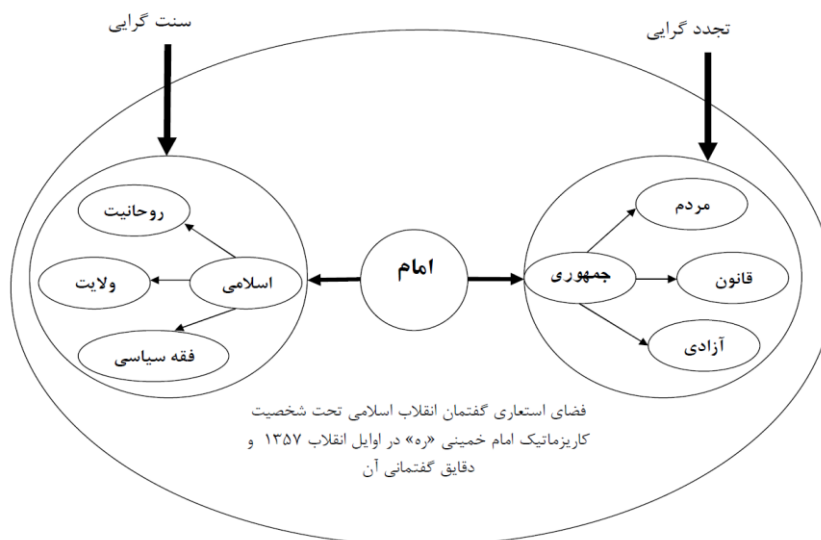 تجدد گرایی
سنت گرایی
مردم
روحانیت
امام
جمهوری
قانون
اسلامی
ولایت
آزادی
فقه سیاسی
فضای استعاری گفتمان انقلاب اسلامی تحت شخصیت
کاریزماتیک امام خمینی «ره» در اوایل انقلاب ۱۳۵۷ و
دقایق گفتمانی آن